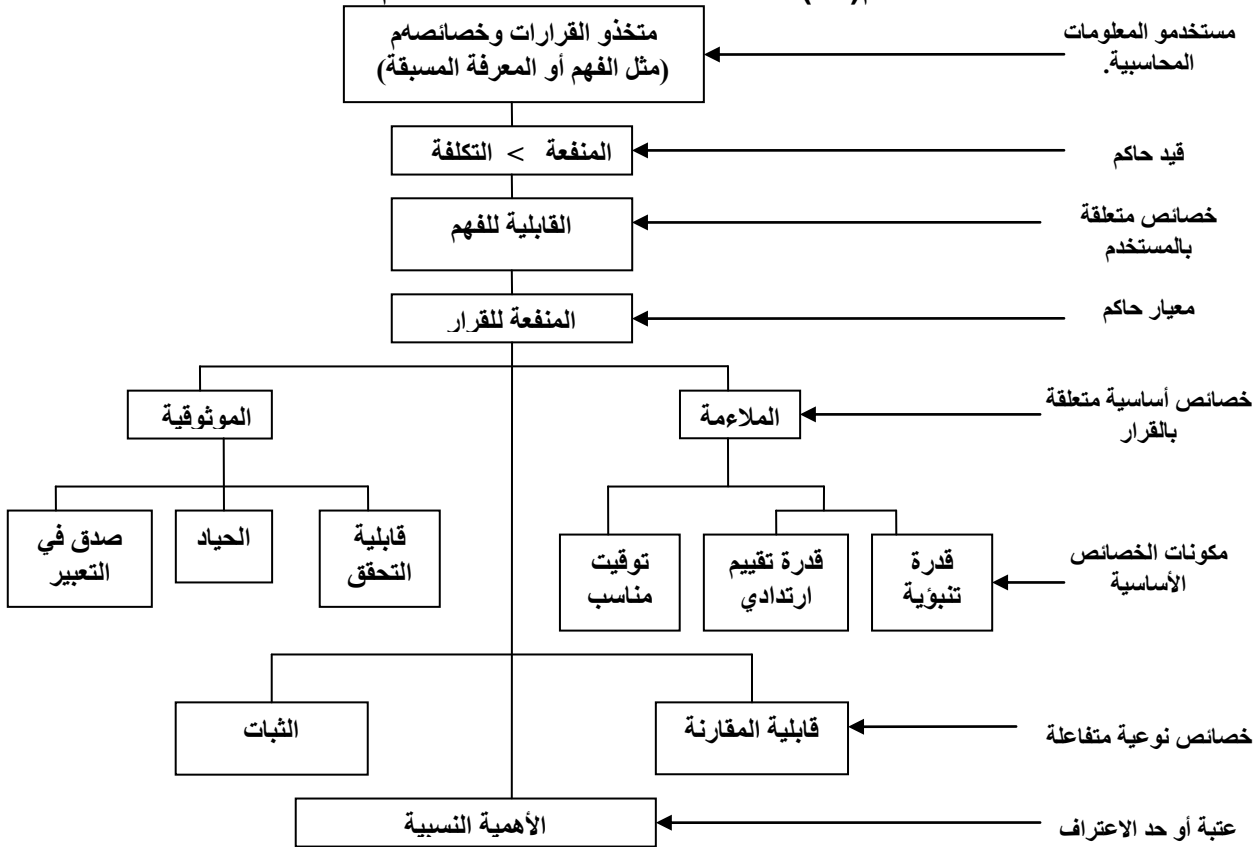 متخذو القرارات وخصائصهم
(مثل الفهم أو المعرفة المسبقة)
مستخدمو المعلومات
المحاسبية.
المنفعة > التكلفة
قيد حاكم
القابلية للفهم
خصائص متعلقة
بالمستخدم
المنفعة للقرار
معيار حاكم
الملاءمة
الموثوقية
خصائص أساسية متعلقة
بالقرار
قدرة
تنبؤية
قدرة تقييم
ارتدادي
توقيت
مناسب
قابلية
التحقق
الحياد
صدق في
التعبير
مكونات الخصائص
الأساسية
قابلية المقارنة
الثبات
خصائص نوعية متفاعلة
الأهمية النسبية
عتبة أو حد الاعتراف